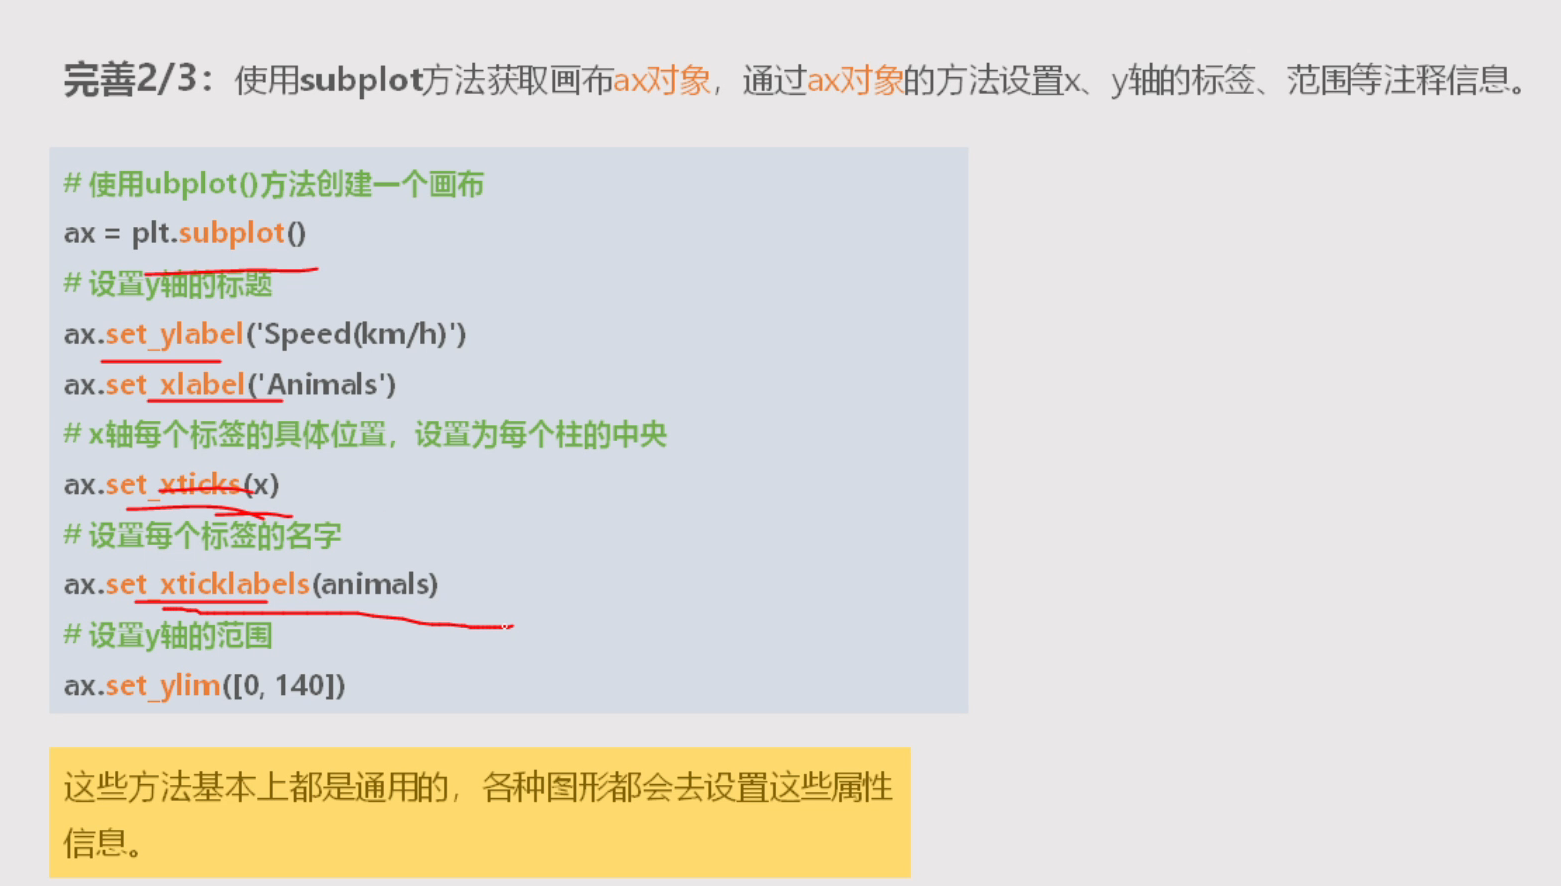 完善2/3：使用subplot方法获取画布ax对象，通过ax对象的方法设置x、y轴的标签、范围等注释信息。
# 使用ubplot()方法创建一个画布
ax = plt.subplot()
# 设置y轴的标题
ax.set_ylabel('Speed(km/h)')
ax.set_xlabel('Animals')
# x轴每个标签的具体位置，设置为每个柱的中央
ax.set_xticks(x)
# 设置每个标签的名字
ax.set_xticklabels(animals)
# 设置y轴的范围
ax.set_ylim([0, 140])
这些方法基本上都是通用的，各种图形都会去设置这些属性
信息。